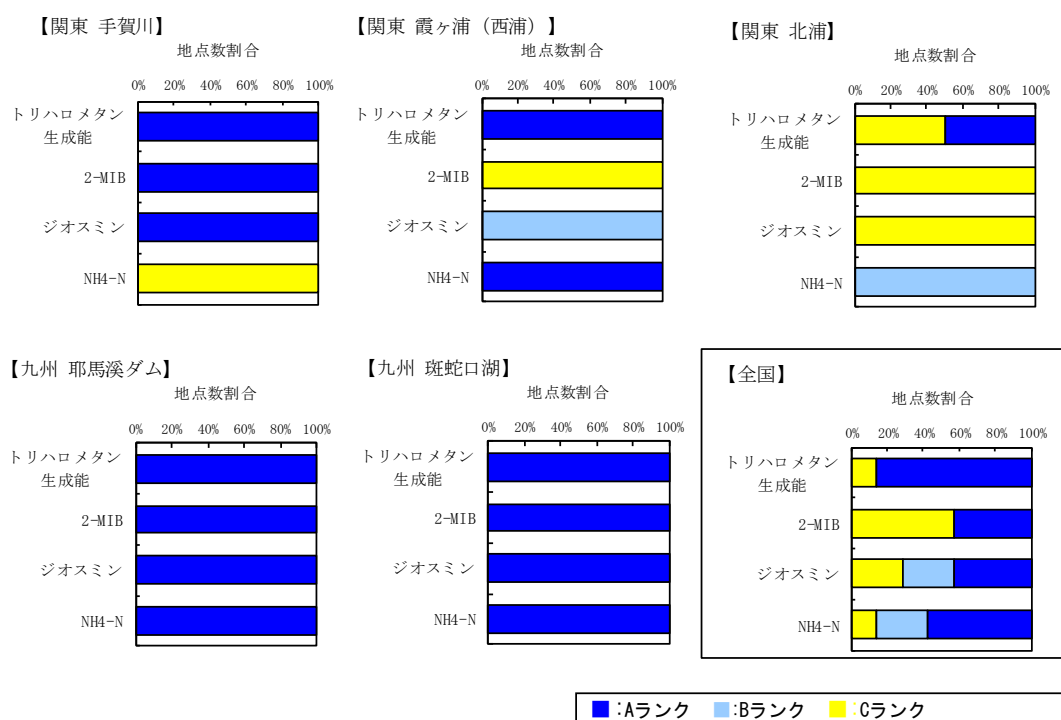 【関東 手賀川】
地点数割合
0% 20% 40% 60% 80% 100%
トリハロメタン
生成能
2-MIB
ジオスミン
NH4-N
【関東 霞ヶ浦（西浦）】
地点数割合
0% 20% 40% 60% 80% 100%
トリハロメタン
生成能
2-MIB
ジオスミン
NH4-N
【関東 北浦】
地点数割合
0% 20% 40% 60% 80% 100%
トリハロメタン
生成能
2-MIB
ジオスミン
NH4-N
【九州 耶馬溪ダム】
地点数割合
0% 20% 40% 60% 80% 100%
トリハロメタン
生成能
2-MIB
ジオスミン
NH4-N
【九州 斑蛇口湖】
地点数割合
0% 20% 40% 60% 80% 100%
トリハロメタン
生成能
2-MIB
ジオスミン
NH4-N
【全国】
地点数割合
0% 20% 40% 60% 80% 100%
トリハロメタン
生成能
2-MIB
ジオスミン
NH4-N
:Aランク :Bランク :Cランク